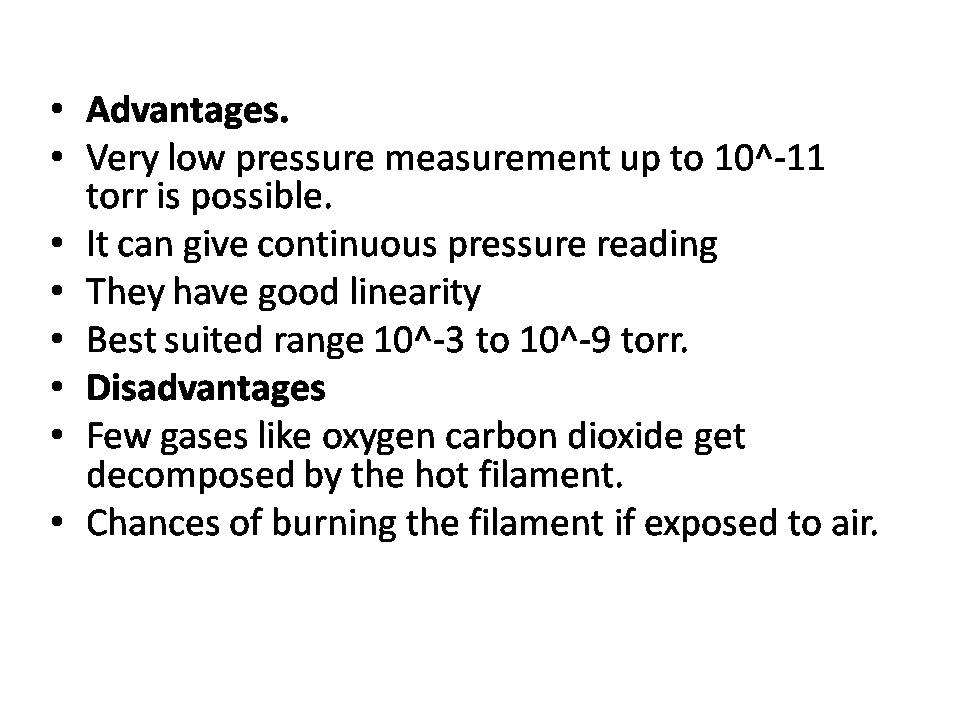 • Advantages.
• Very low pressure measurement up to 10^-11
torr is possible.
• It can give continuous pressure reading
• They have good linearity
• Best suited range 10^-3 to 10^-9 torr.
• Disadvantages
• Few gases like oxygen carbon dioxide get
decomposed by the hot filament.
• Chances of burning the filament if exposed to air.